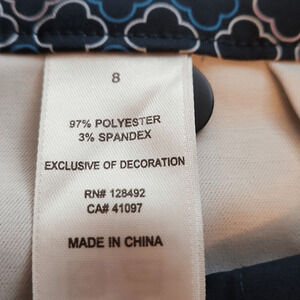 8
97% POLYESTER
3% SPANDEX
EXCLUSIVE OF DECORATION
RN# 128492
CA# 41097
MADE IN CHINA